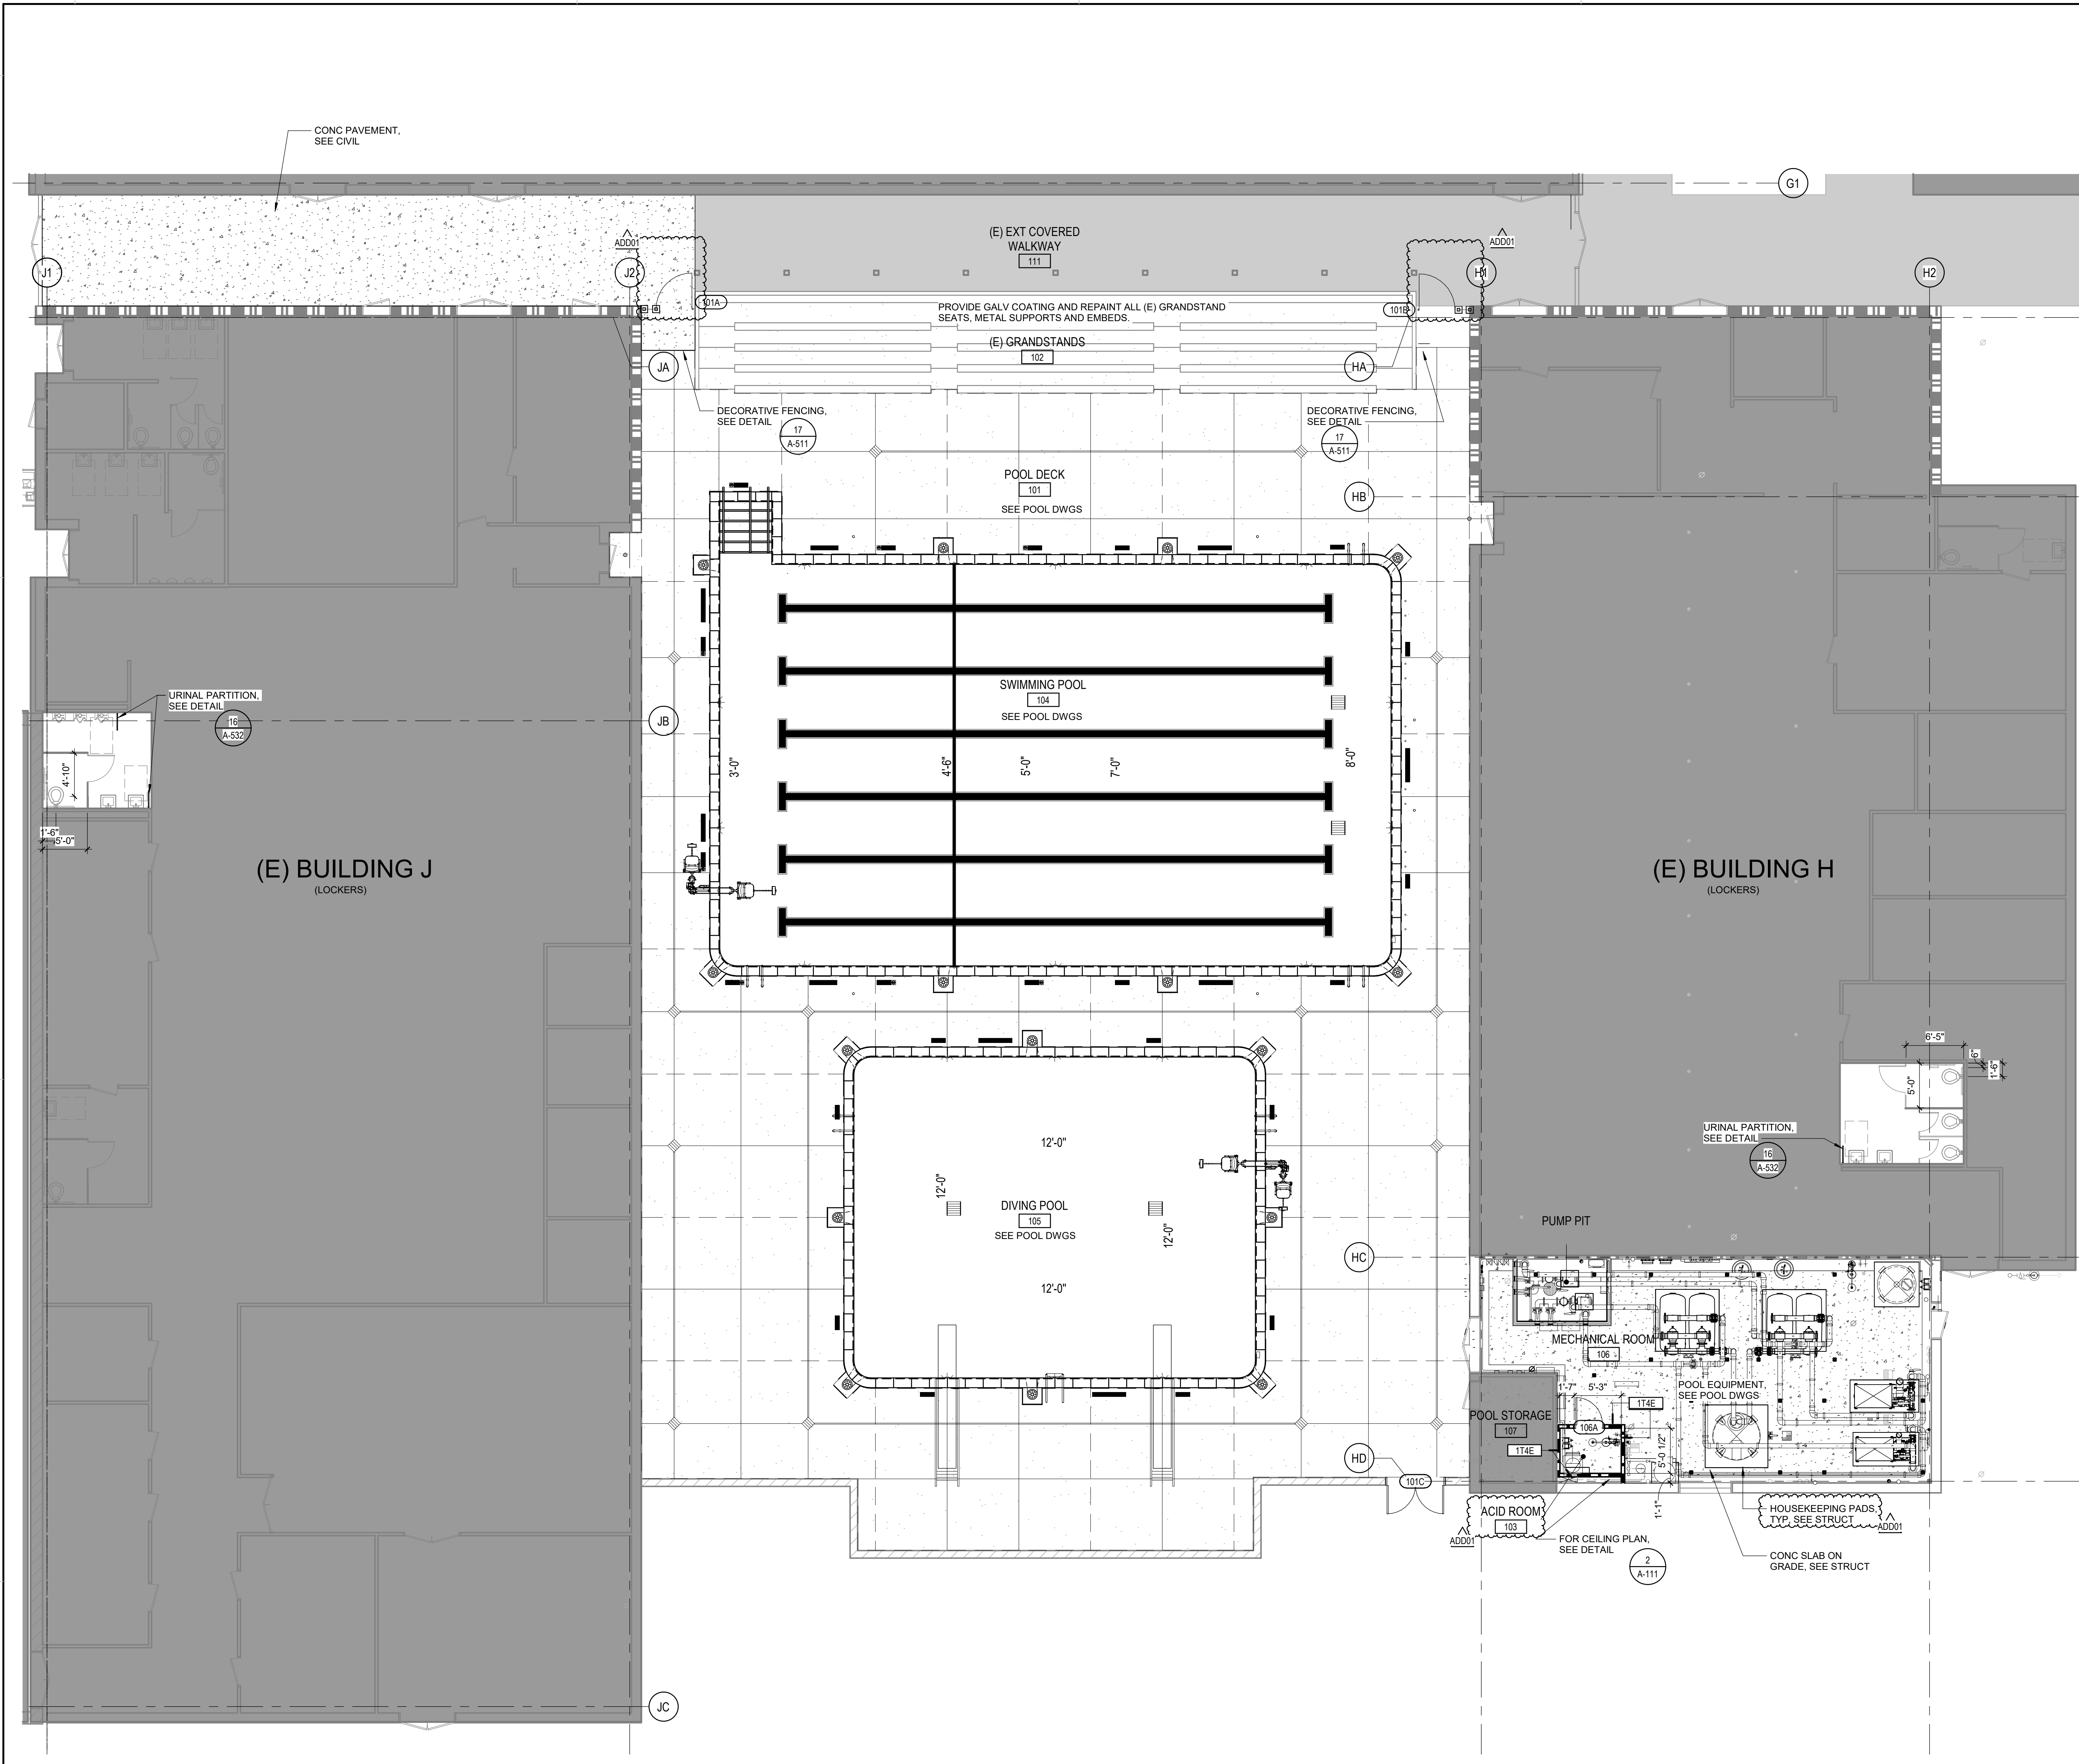 CONC PAVEMENT,
SEE CIVIL
G1
(E) EXT COVERED
WALKWAY
111
ADD01
ADD01
J1
J2
H1
H2
101A
PROVIDE GALV COATING AND REPAINT ALL (E) GRANDSTAND
SEATS, METAL SUPPORTS AND EMBEDS.
101B
(E) GRANDSTANDS
102
JA
HA
DECORATIVE FENCING,
SEE DETAIL
17
A-511
DECORATIVE FENCING,
SEE DETAIL
17
A-511
POOL DECK
101
SEE POOL DWGS
HB
URINAL PARTITION,
SEE DETAIL
16
A-532
SWIMMING POOL
104
SEE POOL DWGS
JB
4'-10"
3'-0"
4'-6"
5'-0"
7'-0"
8'-0"
1'-6"
5'-0"
(E) BUILDING J
(LOCKERS)
(E) BUILDING H
(LOCKERS)
6'-5"
6"
1'-6"
5'-0"
URINAL PARTITION,
SEE DETAIL
16
A-532
12'-0"
12'-0"
DIVING POOL
105
SEE POOL DWGS
12'-0"
12'-0"
PUMP PIT
HC
MECHANICAL ROOM
106
1'-7"
5'-3"
POOL EQUIPMENT,
SEE POOL DWGS
1T4E
POOL STORAGE
107
106A
1T4E
5'-0 1/2"
HD
101C
1'-1"
ACID ROOM
103
ADD01
HOUSEKEEPING PADS,
TYP, SEE STRUCT
ADD01
FOR CEILING PLAN,
SEE DETAIL
2
A-111
CONC SLAB ON
GRADE, SEE STRUCT
JC